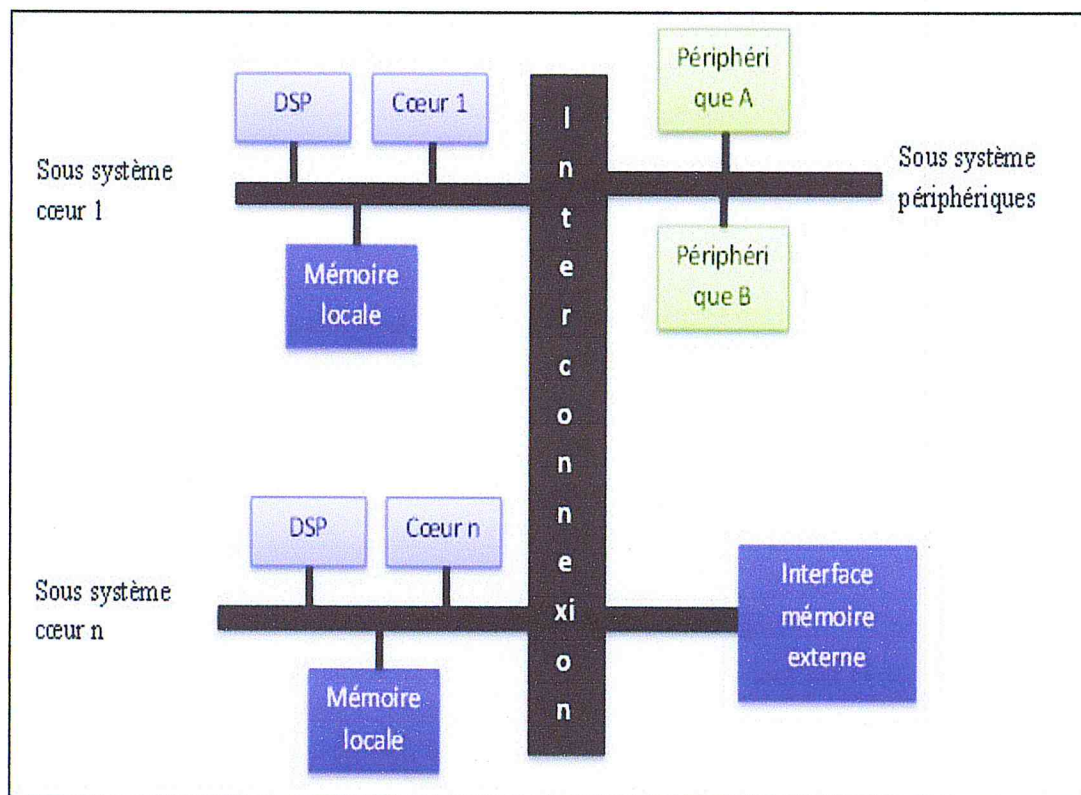 Sous système
cœur 1
DSP
Cœur 1
Mémoire
locale
Interconnexion
Périphéri
que A
Périphéri
que B
Sous système
périphériques
Sous système
cœur n
DSP
Cœur n
Mémoire
locale
Interface
mémoire
externe